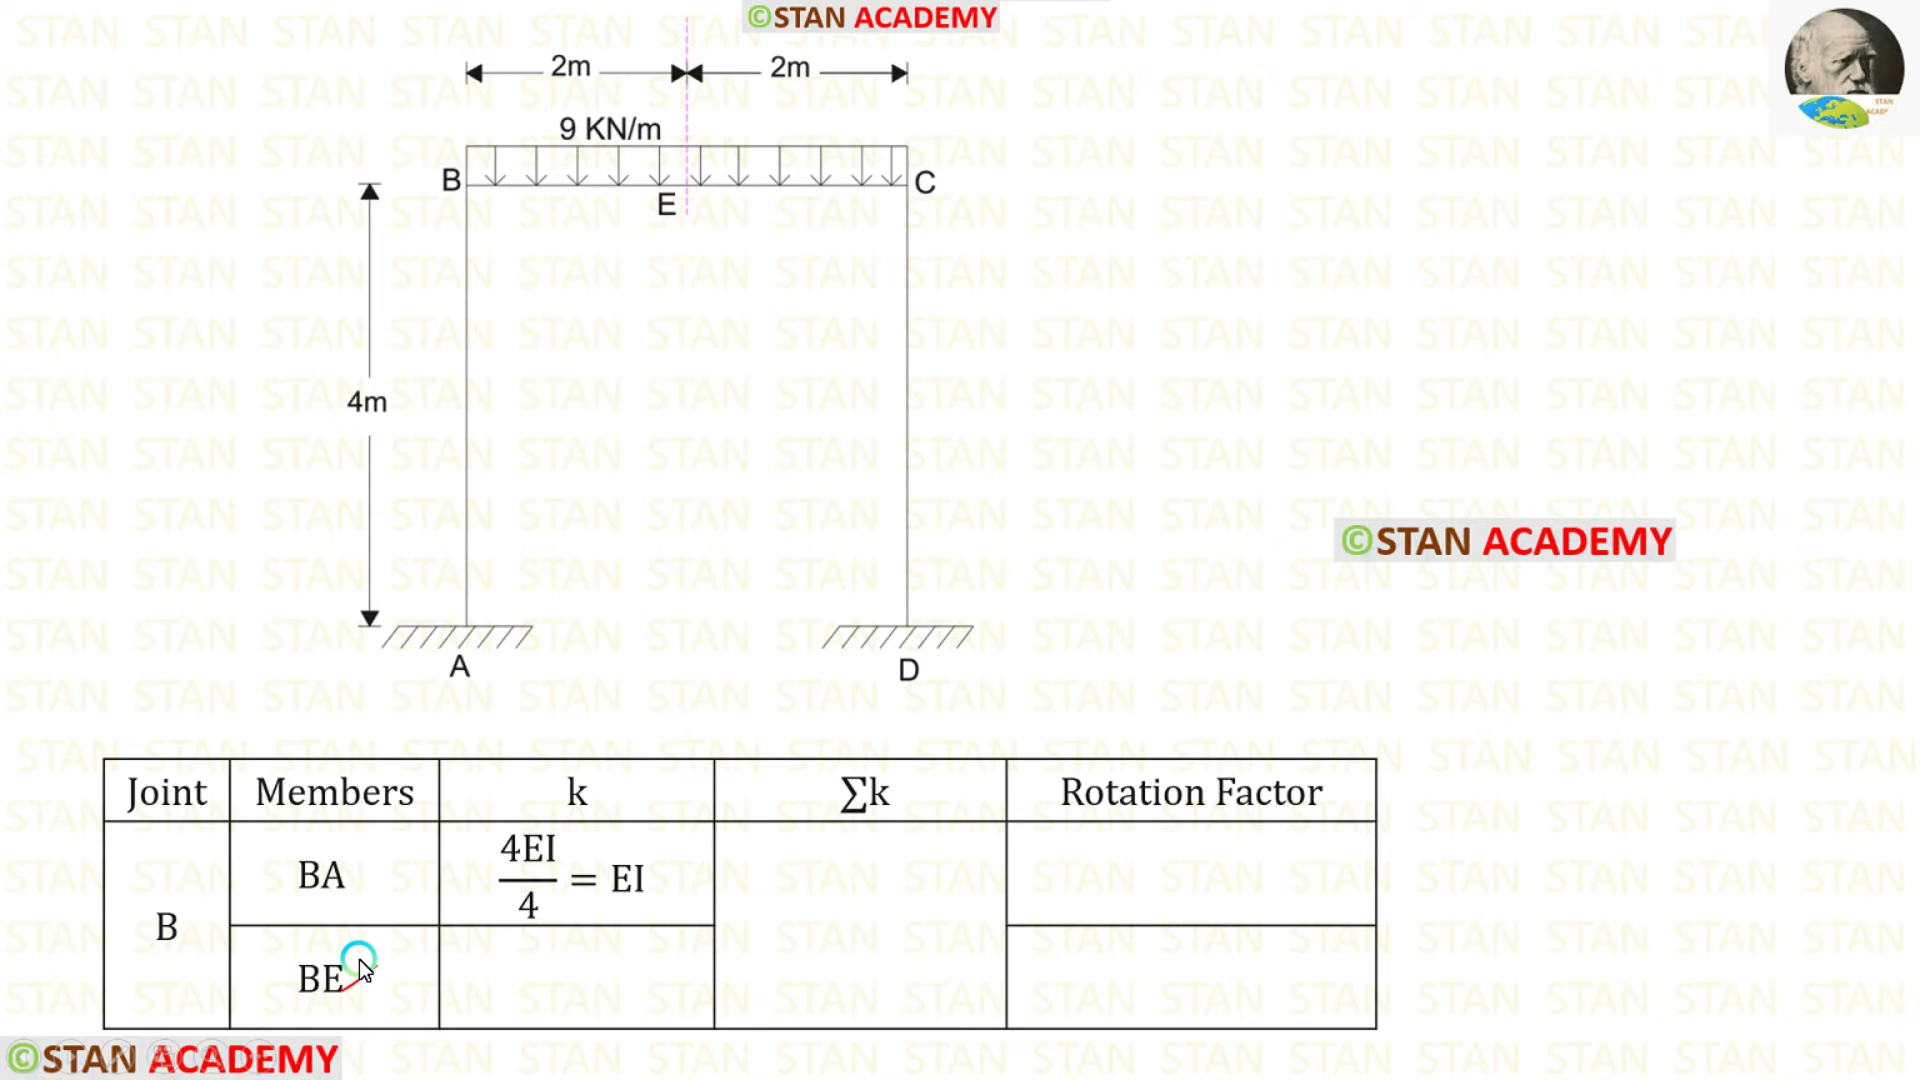 ©STAN ACADEMY
2m 2m
9 KN/m
B C
E
4m
©STAN ACADEMY
A D
Joint Members k ∑k Rotation Factor
B BA 4EI/4 = EI
BE
©STAN ACADEMY
STAN